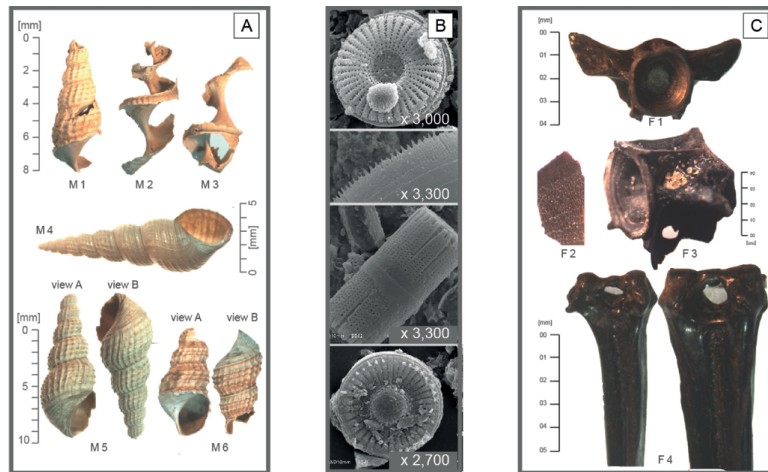 A
[mm]
0
2
4
6
8
M 1
M 2
M 3
M 4
5
[mm]
0
view A
view B
view A
view B
[mm]
0
5
10
M 5
M 6
B
x 3,000
x 3,300
x 3,300
x 2,700
C
[mm]
00
01
02
03
04
F 1
F 2
F 3
[mm]
00
01
02
03
04
05
F 4